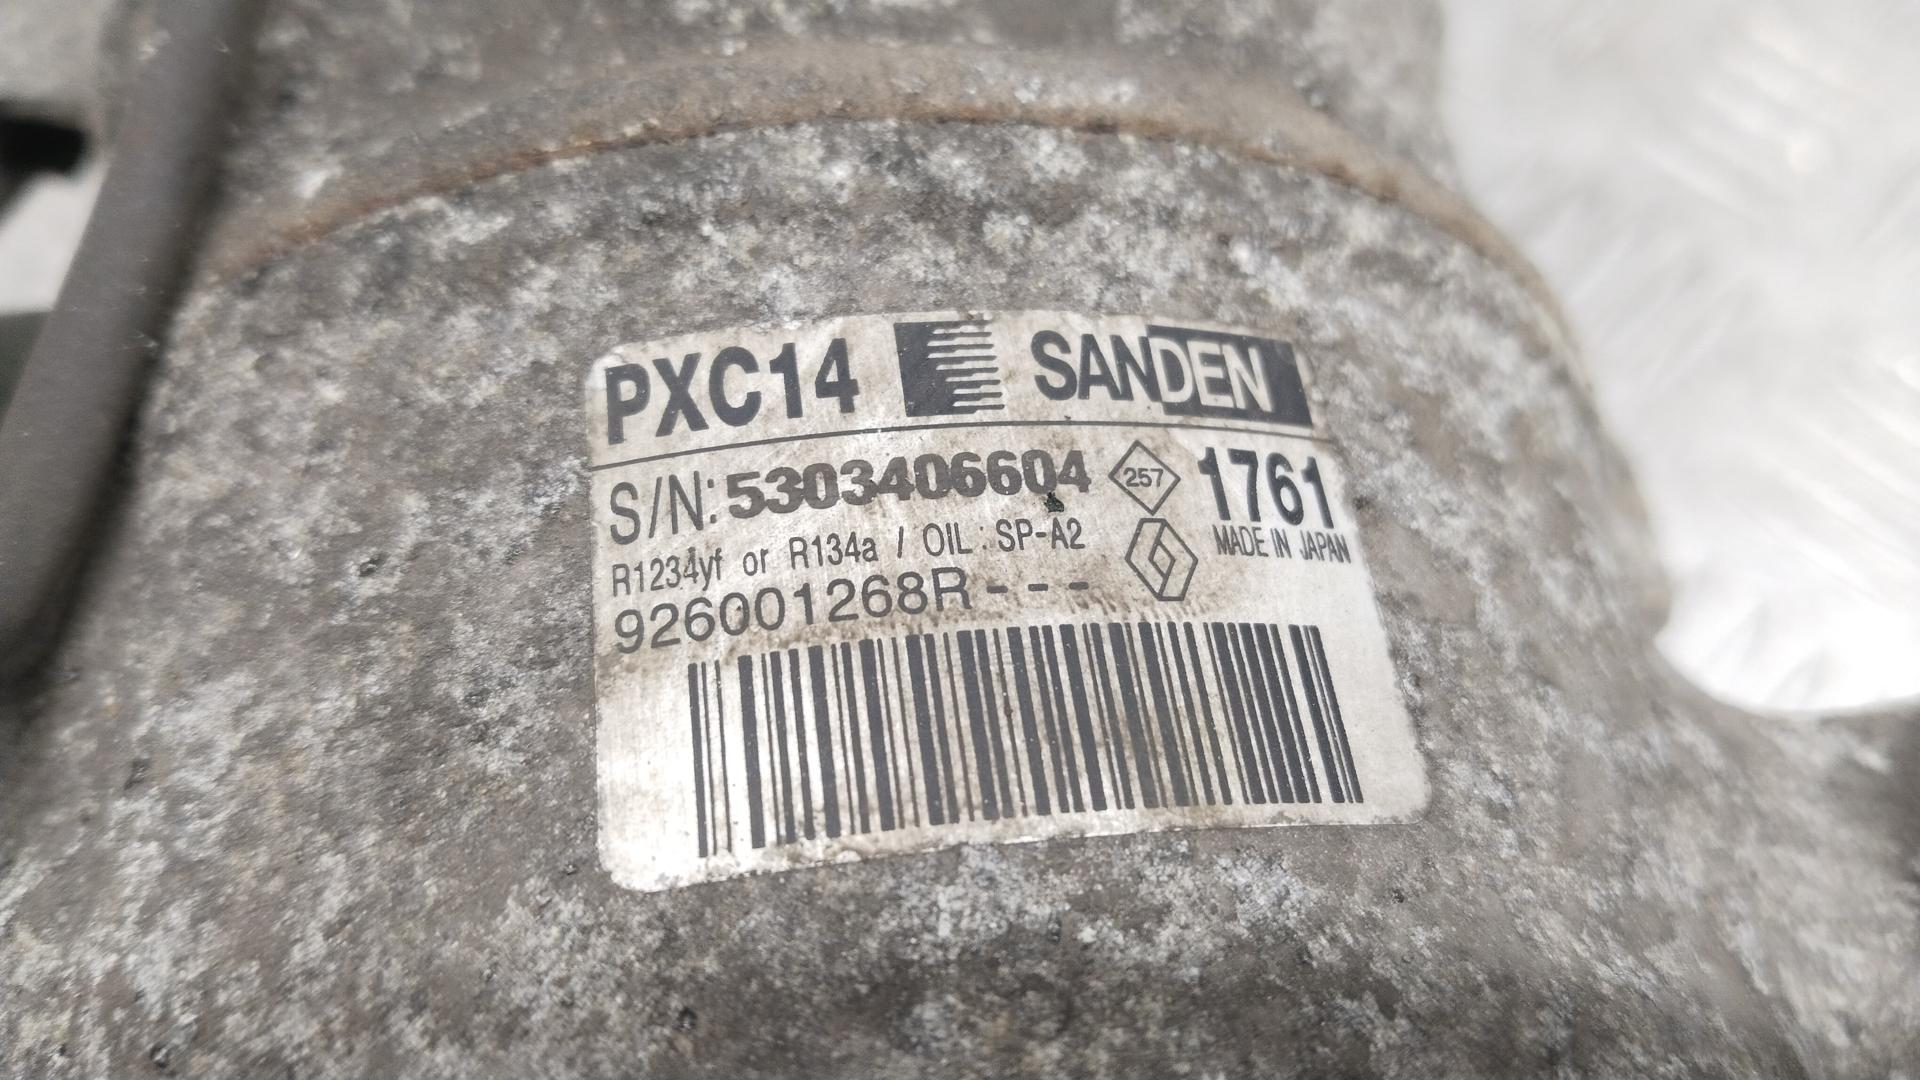 PXC14 SANDEN
S/N: 5303406604 257 1761
R1234yf or R134a / OIL : SP-A2 MADE IN JAPAN
926001268R - - -